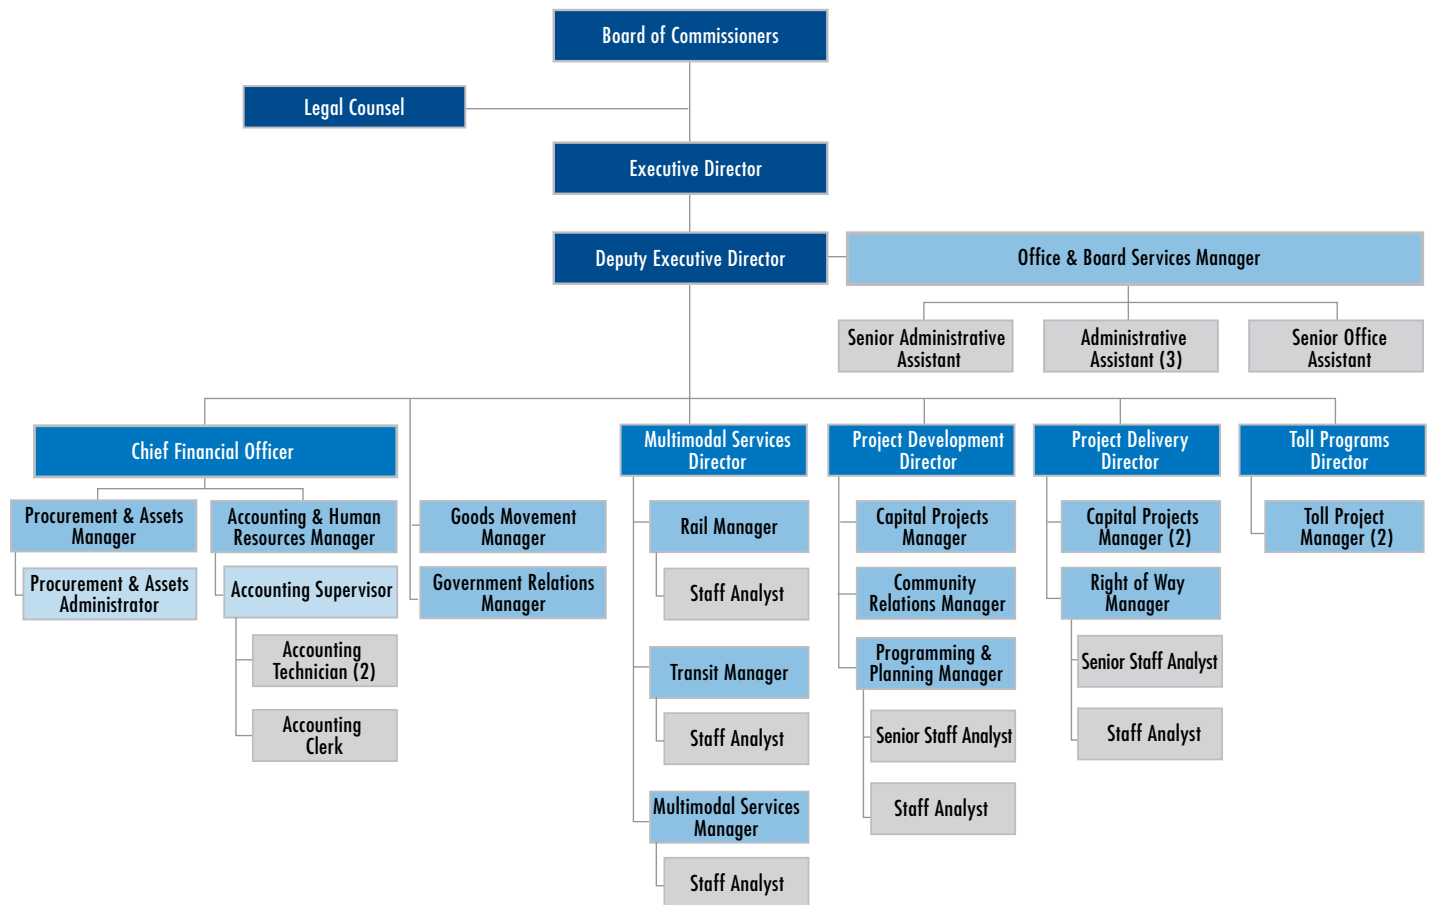 Board of Commissioners
Legal Counsel
Executive Director
Deputy Executive Director
Office & Board Services Manager
Senior Administrative
Assistant
Administrative
Assistant (3)
Senior Office
Assistant
Chief Financial Officer
Procurement & Assets
Manager
Procurement & Assets
Administrator
Accounting & Human
Resources Manager
Accounting Supervisor
Accounting
Technician (2)
Accounting
Clerk
Goods Movement
Manager
Government Relations
Manager
Multimodal Services
Director
Rail Manager
Staff Analyst
Transit Manager
Staff Analyst
Multimodal Services
Manager
Staff Analyst
Project Development
Director
Capital Projects
Manager
Community
Relations Manager
Programming &
Planning Manager
Senior Staff Analyst
Staff Analyst
Project Delivery
Director
Capital Projects
Manager (2)
Right of Way
Manager
Senior Staff Analyst
Staff Analyst
Toll Programs
Director
Toll Project
Manager (2)